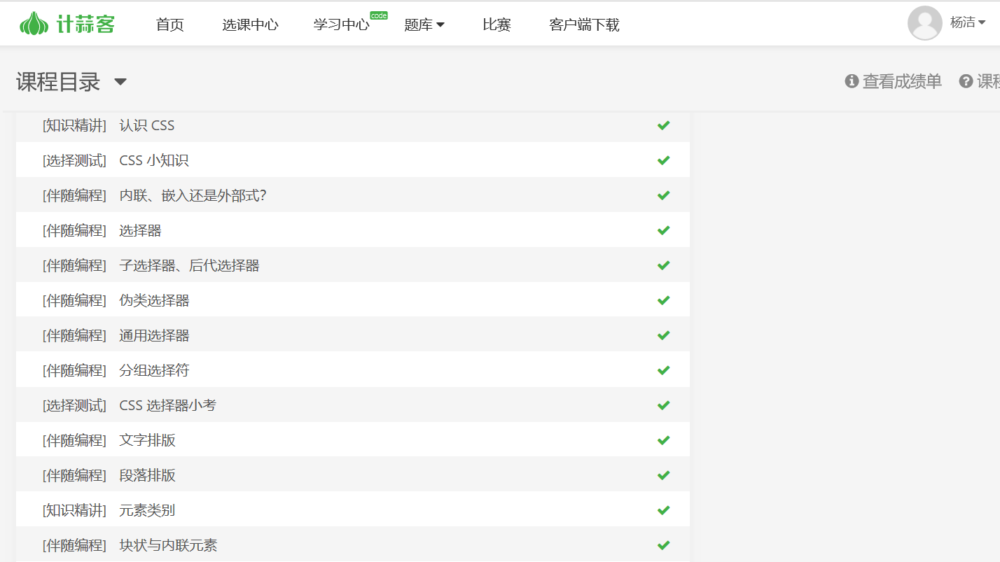 计蒜客 首页 选课中心 学习中心 code 题库 比赛 客户端下载 杨洁
课程目录 查看成绩单 课程
[知识精讲] 认识 CSS
[选择测试] CSS 小知识
[伴随编程] 内联、嵌入还是外部式?
[伴随编程] 选择器
[伴随编程] 子选择器、后代选择器
[伴随编程] 伪类选择器
[伴随编程] 通用选择器
[伴随编程] 分组选择符
[选择测试] CSS 选择器小考
[伴随编程] 文字排版
[伴随编程] 段落排版
[知识精讲] 元素类别
[伴随编程] 块状与内联元素